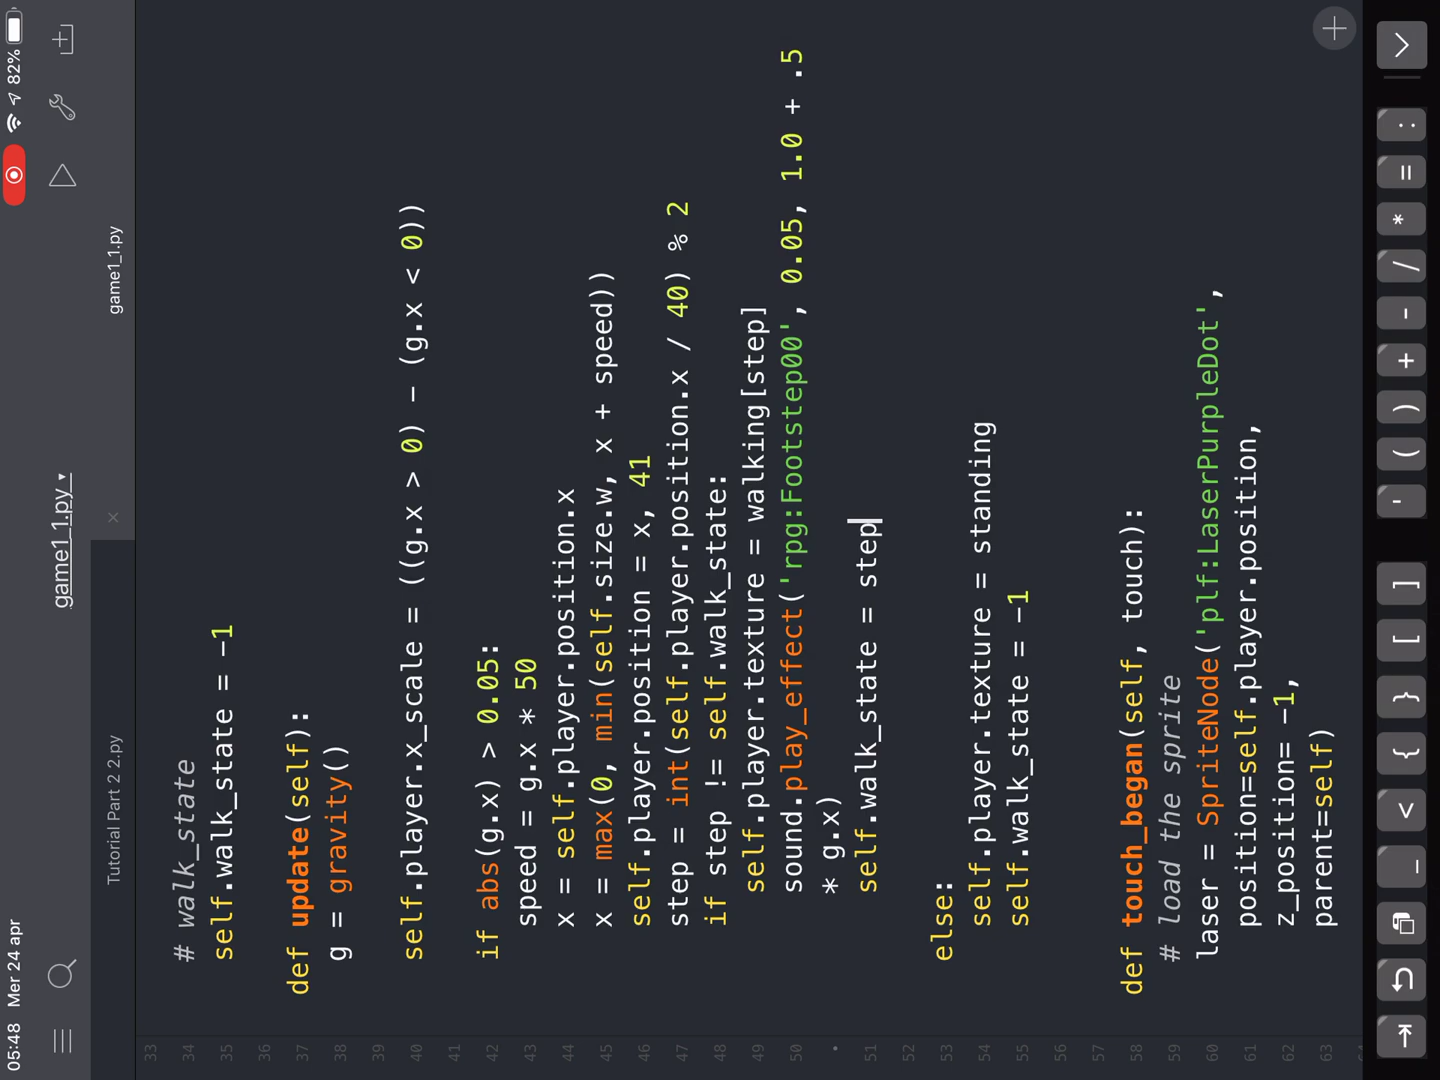 05:48 Mer 24 apr
82%
game1_1.py
Tutorial Part 2 2.py
×
game1_1.py
33
34 # walk_state
35 self.walk_state = -1
36
37 def update(self):
38 g = gravity()
39
40 self.player.x_scale = ((g.x > 0) - (g.x < 0))
41
42 if abs(g.x) > 0.05:
43 speed = g.x * 50
44 x = self.player.position.x
45 x = max(0, min(self.size.w, x + speed))
46 self.player.position = x, 41
47 step = int(self.player.position.x / 40) % 2
48 if step != self.walk_state:
49 self.player.texture = walking[step]
50 sound.play_effect('rpg:Footstep00', 0.05, 1.0 + .5
· * g.x)
51 self.walk_state = step
52
53 else:
54 self.player.texture = standing
55 self.walk_state = -1
56
57
58 def touch_began(self, touch):
59 # load the sprite
60 laser = SpriteNode('plf:LaserPurpleDot',
61 position=self.player.position,
62 z_position= -1,
63 parent=self)
_ < { } [ ] ' ( ) + - / * = :